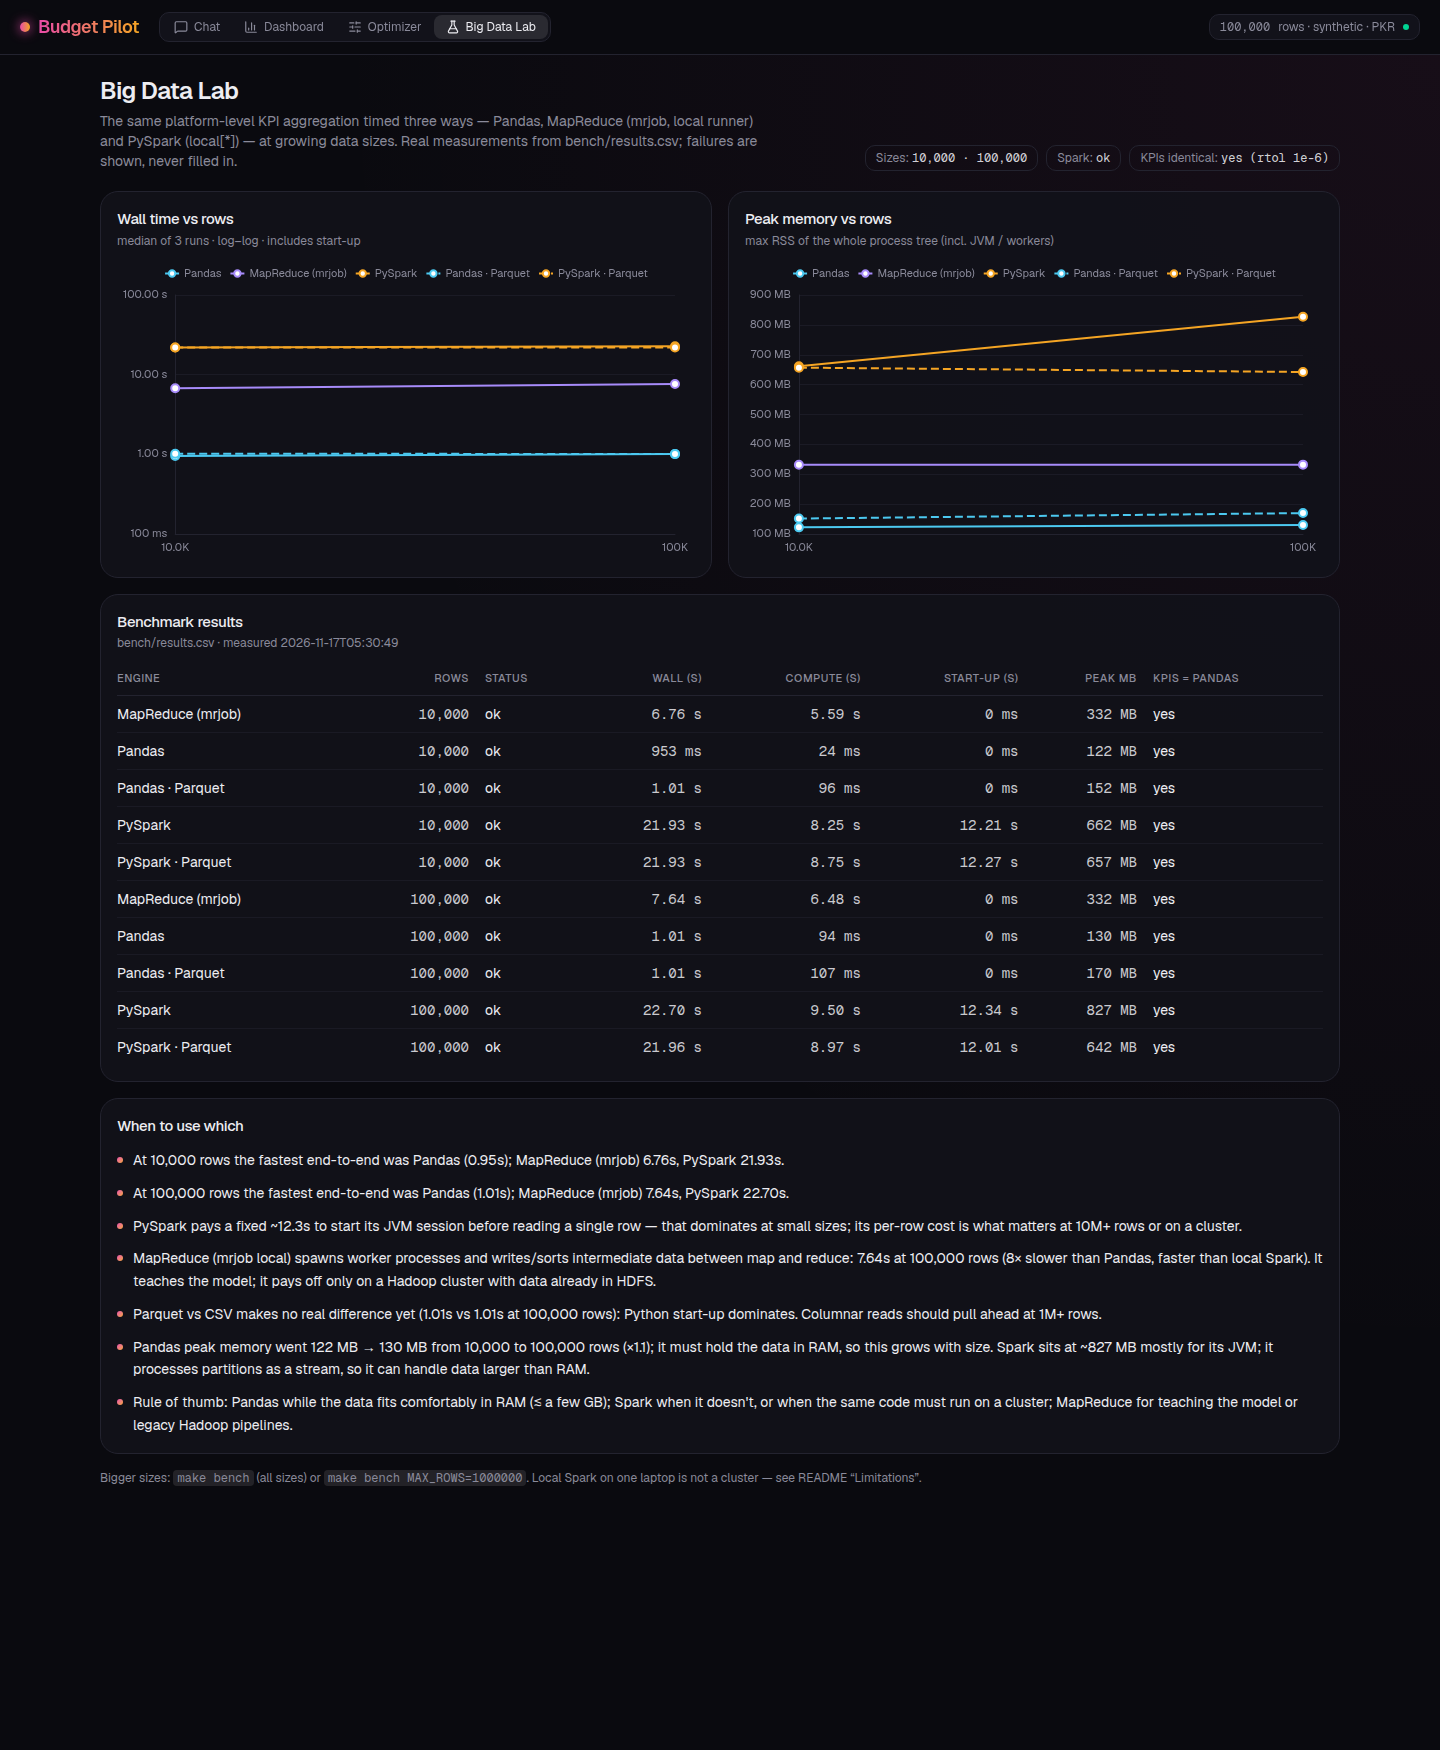 Budget Pilot
Chat
Dashboard
Optimizer
Big Data Lab
100,000 rows · synthetic · PKR
Big Data Lab
The same platform-level KPI aggregation timed three ways — Pandas, MapReduce (mrjob, local runner)
and PySpark (local[*]) — at growing data sizes. Real measurements from bench/results.csv; failures are
shown, never filled in.
Sizes: 10,000 · 100,000
Spark: ok
KPIs identical: yes (rtol 1e-6)
Wall time vs rows
median of 3 runs · log–log · includes start-up
Pandas MapReduce (mrjob) PySpark Pandas · Parquet PySpark · Parquet
100.00 s
10.00 s
1.00 s
100 ms
10.0K 100K
Peak memory vs rows
max RSS of the whole process tree (incl. JVM / workers)
Pandas MapReduce (mrjob) PySpark Pandas · Parquet PySpark · Parquet
900 MB
800 MB
700 MB
600 MB
500 MB
400 MB
300 MB
200 MB
100 MB
10.0K 100K
Benchmark results
bench/results.csv · measured 2026-11-17T05:30:49
ENGINE ROWS STATUS WALL (S) COMPUTE (S) START-UP (S) PEAK MB KPIS = PANDAS
MapReduce (mrjob) 10,000 ok 6.76 s 5.59 s 0 ms 332 MB yes
Pandas 10,000 ok 953 ms 24 ms 0 ms 122 MB yes
Pandas · Parquet 10,000 ok 1.01 s 96 ms 0 ms 152 MB yes
PySpark 10,000 ok 21.93 s 8.25 s 12.21 s 662 MB yes
PySpark · Parquet 10,000 ok 21.93 s 8.75 s 12.27 s 657 MB yes
MapReduce (mrjob) 100,000 ok 7.64 s 6.48 s 0 ms 332 MB yes
Pandas 100,000 ok 1.01 s 94 ms 0 ms 130 MB yes
Pandas · Parquet 100,000 ok 1.01 s 107 ms 0 ms 170 MB yes
PySpark 100,000 ok 22.70 s 9.50 s 12.34 s 827 MB yes
PySpark · Parquet 100,000 ok 21.96 s 8.97 s 12.01 s 642 MB yes
When to use which
At 10,000 rows the fastest end-to-end was Pandas (0.95s); MapReduce (mrjob) 6.76s, PySpark 21.93s.
At 100,000 rows the fastest end-to-end was Pandas (1.01s); MapReduce (mrjob) 7.64s, PySpark 22.70s.
PySpark pays a fixed ~12.3s to start its JVM session before reading a single row — that dominates at small sizes; its per-row cost is what matters at 10M+ rows or on a cluster.
MapReduce (mrjob local) spawns worker processes and writes/sorts intermediate data between map and reduce: 7.64s at 100,000 rows (8× slower than Pandas, faster than local Spark). It
teaches the model; it pays off only on a Hadoop cluster with data already in HDFS.
Parquet vs CSV makes no real difference yet (1.01s vs 1.01s at 100,000 rows): Python start-up dominates. Columnar reads should pull ahead at 1M+ rows.
Pandas peak memory went 122 MB → 130 MB from 10,000 to 100,000 rows (×1.1); it must hold the data in RAM, so this grows with size. Spark sits at ~827 MB mostly for its JVM; it
processes partitions as a stream, so it can handle data larger than RAM.
Rule of thumb: Pandas while the data fits comfortably in RAM (≤ a few GB); Spark when it doesn't, or when the same code must run on a cluster; MapReduce for teaching the model or
legacy Hadoop pipelines.
Bigger sizes: make bench (all sizes) or make bench MAX_ROWS=1000000. Local Spark on one laptop is not a cluster — see README “Limitations”.